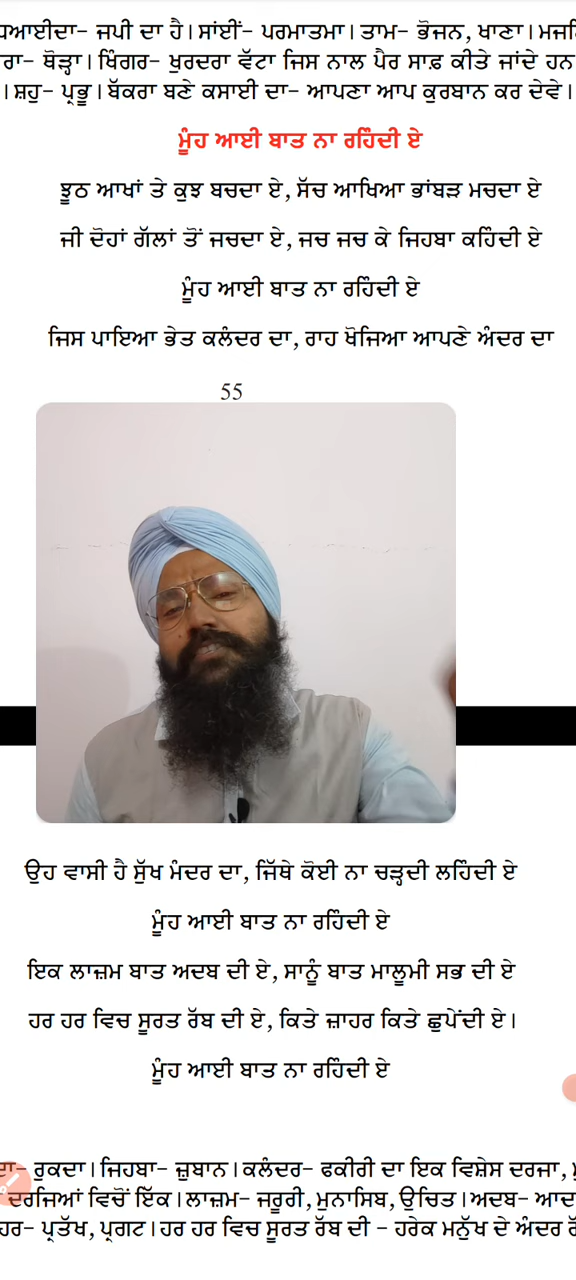 ਧਆਈਦਾ– ਜਪੀ ਦਾ ਹੈ। ਸਾਂਈਂ– ਪਰਮਾਤਮਾ। ਤਾਮ– ਭੋਜਨ, ਖਾਣਾ।
ਰਾ– ਥੋੜ੍ਹਾ। ਖਿੰਗਰ– ਖੁਰਦਰਾ ਵੱਟਾ ਜਿਸ ਨਾਲ ਪੈਰ ਸਾਫ਼ ਕੀਤੇ ਜਾਂਦੇ ਹਨ
। ਸ਼ਹੁ– ਪ੍ਰਭੂ। ਬੱਕਰਾ ਬਣੇ ਕਸਾਈ ਦਾ– ਆਪਣਾ ਆਪ ਕੁਰਬਾਨ ਕਰ ਦੇਵੇ।
ਮੂੰਹ ਆਈ ਬਾਤ ਨਾ ਰਹਿੰਦੀ ਏ
ਝੂਠ ਆਖਾਂ ਤੇ ਕੁਝ ਬਚਦਾ ਏ, ਸੱਚ ਆਖਿਆ ਭਾਂਬੜ ਮਚਦਾ ਏ
ਜੀ ਦੋਹਾਂ ਗੱਲਾਂ ਤੋਂ ਜਚਦਾ ਏ, ਜਚ ਜਚ ਕੇ ਜਿਹਬਾ ਕਹਿੰਦੀ ਏ
ਮੂੰਹ ਆਈ ਬਾਤ ਨਾ ਰਹਿੰਦੀ ਏ
ਜਿਸ ਪਾਇਆ ਭੇਤ ਕਲੰਦਰ ਦਾ, ਰਾਹ ਖੋਜਿਆ ਆਪਣੇ ਅੰਦਰ ਦਾ
55
ਉਹ ਵਾਸੀ ਹੈ ਸੁੱਖ ਮੰਦਰ ਦਾ, ਜਿੱਥੇ ਕੋਈ ਨਾ ਚੜ੍ਹਦੀ ਲਹਿੰਦੀ ਏ
ਮੂੰਹ ਆਈ ਬਾਤ ਨਾ ਰਹਿੰਦੀ ਏ
ਇਕ ਲਾਜ਼ਮ ਬਾਤ ਅਦਬ ਦੀ ਏ, ਸਾਨੂੰ ਬਾਤ ਮਾਲੂਮੀ ਸਭ ਦੀ ਏ
ਹਰ ਹਰ ਵਿਚ ਸੂਰਤ ਰੱਬ ਦੀ ਏ, ਕਿਤੇ ਜ਼ਾਹਰ ਕਿਤੇ ਛੁਪੇਂਦੀ ਏ।
ਮੂੰਹ ਆਈ ਬਾਤ ਨਾ ਰਹਿੰਦੀ ਏ
ਦਾ– ਰੁਕਦਾ। ਜਿਹਬਾ– ਜ਼ੁਬਾਨ। ਕਲੰਦਰ– ਫਕੀਰੀ ਦਾ ਇਕ ਵਿਸ਼ੇਸ ਦਰਜਾ,
ਦਰਜਿਆਂ ਵਿਚੋਂ ਇੱਕ। ਲਾਜ਼ਮ– ਜਰੂਰੀ, ਮੁਨਾਸਿਬ, ਉਚਿਤ। ਅਦਬ– ਆਦਾ
ਹਰ– ਪ੍ਰਤੱਖ, ਪ੍ਰਗਟ। ਹਰ ਹਰ ਵਿਚ ਸੂਰਤ ਰੱਬ ਦੀ – ਹਰੇਕ ਮਨੁੱਖ ਦੇ ਅੰਦਰ